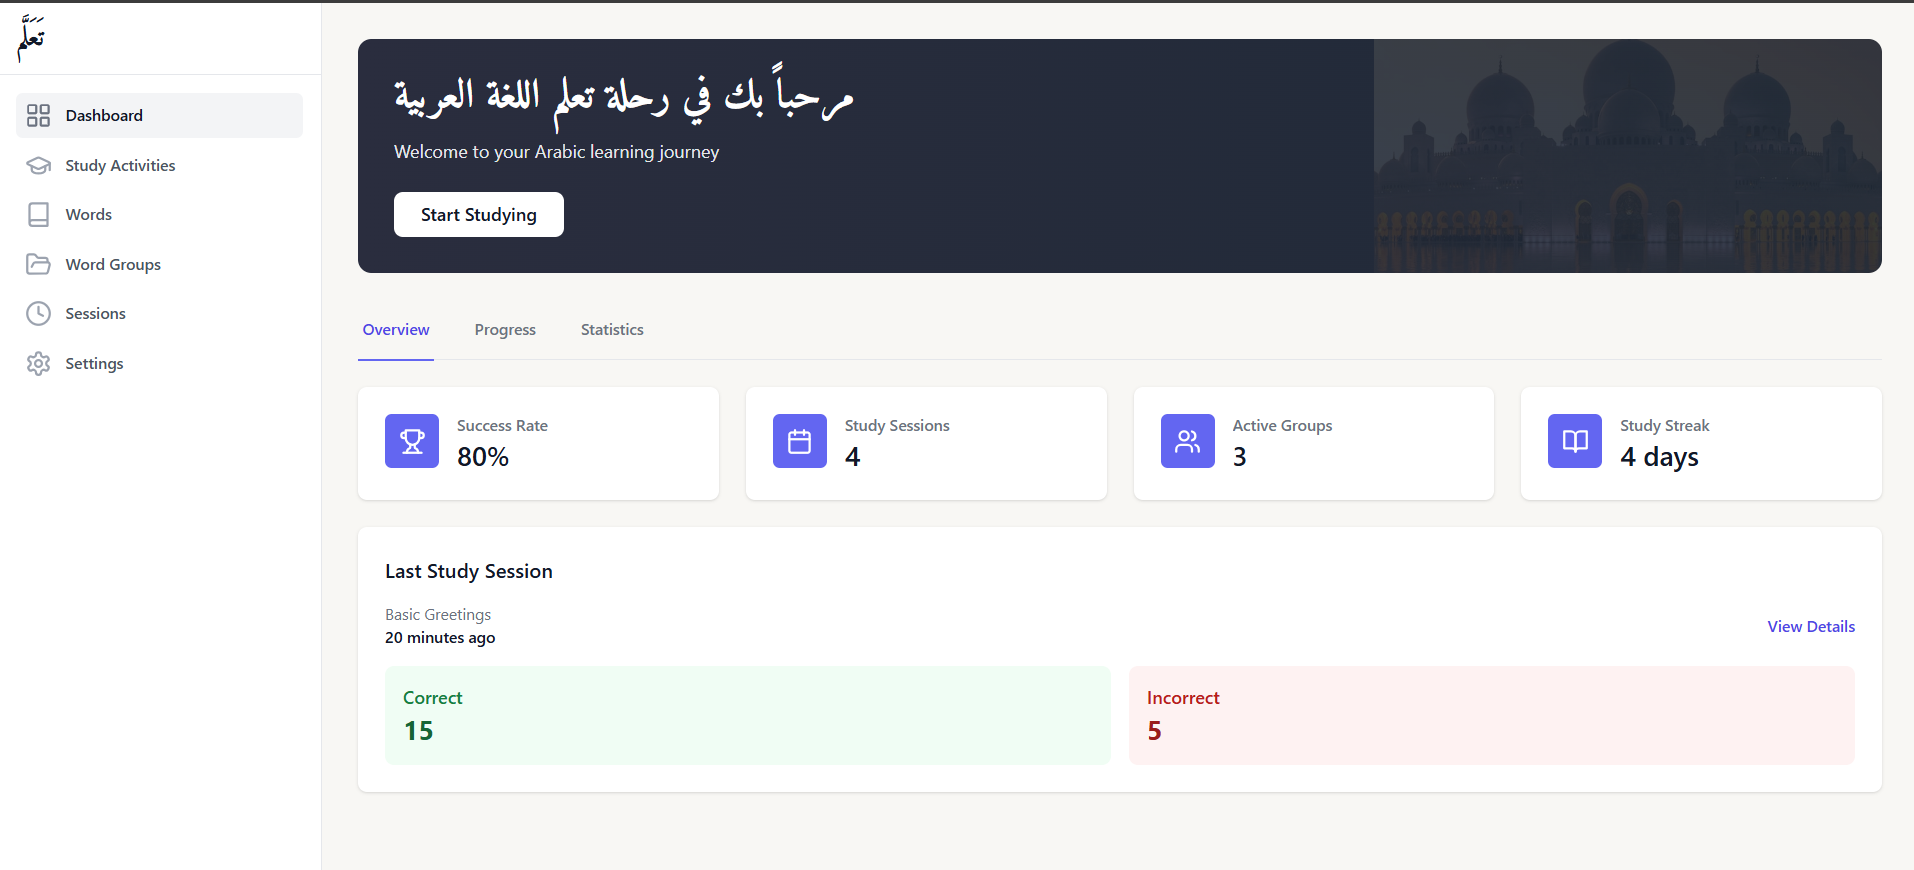 تَعَلَّم
Dashboard
Study Activities
Words
Word Groups
Sessions
Settings
مرحباً بك في رحلة تعلم اللغة العربية
Welcome to your Arabic learning journey
Start Studying
Overview
Progress
Statistics
Success Rate
80%
Study Sessions
4
Active Groups
3
Study Streak
4 days
Last Study Session
Basic Greetings
20 minutes ago
View Details
Correct
15
Incorrect
5